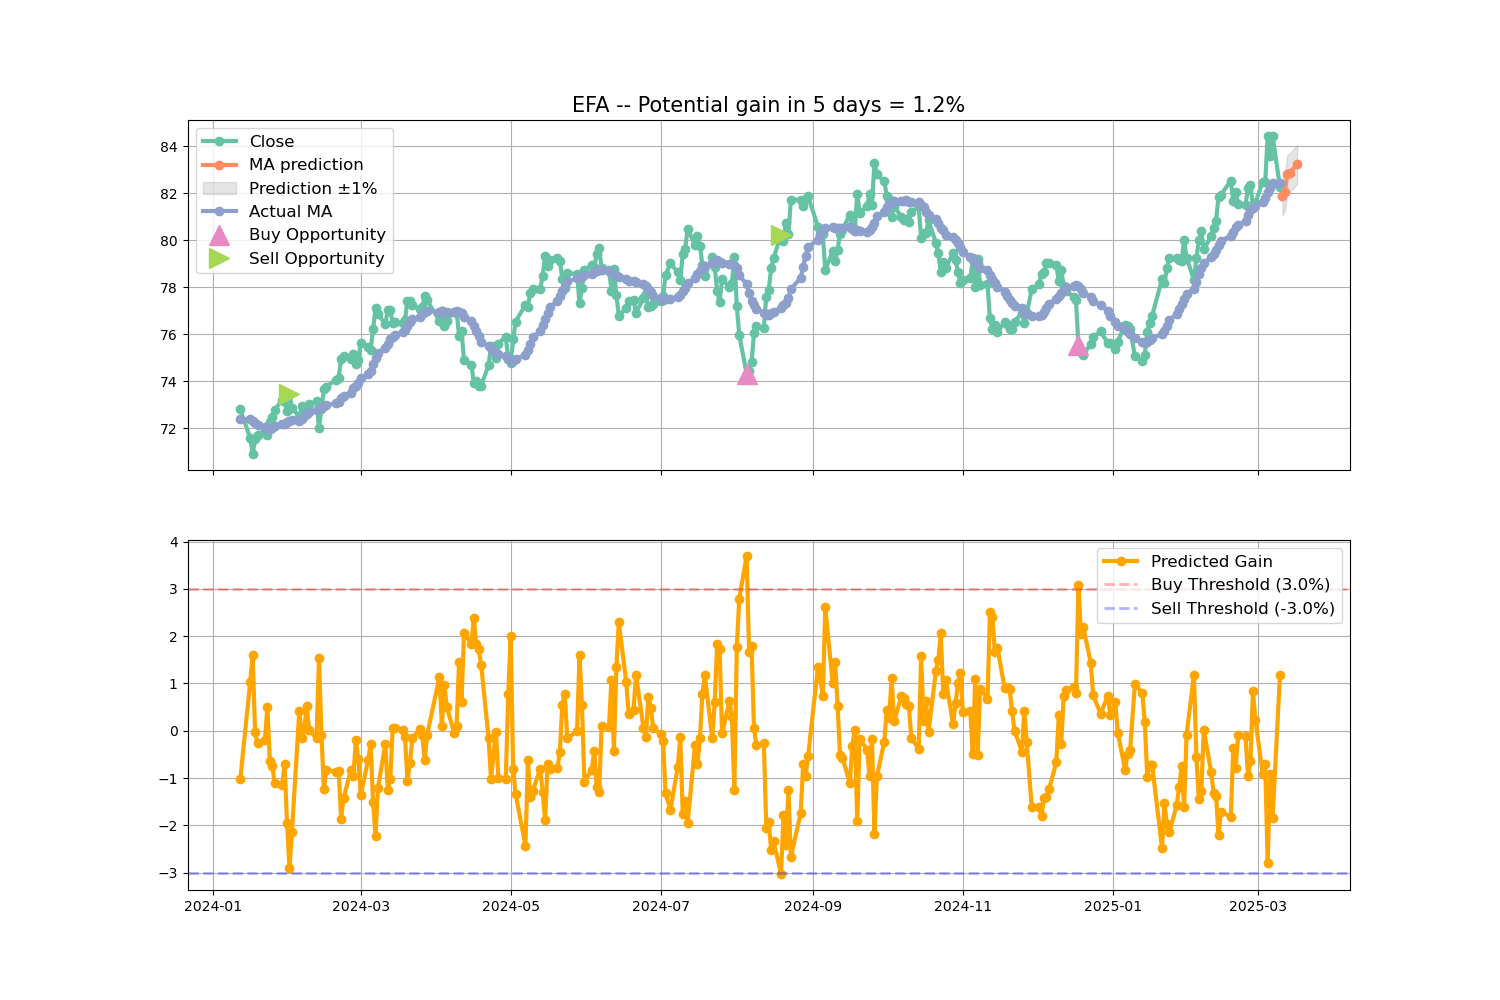 EFA -- Potential gain in 5 days = 1.2%
84
82
80
78
76
74
72
Close
MA prediction
Prediction ±1%
Actual MA
Buy Opportunity
Sell Opportunity
4
3
2
1
0
−1
−2
−3
Predicted Gain
Buy Threshold (3.0%)
Sell Threshold (-3.0%)
2024-01
2024-03
2024-05
2024-07
2024-09
2024-11
2025-01
2025-03